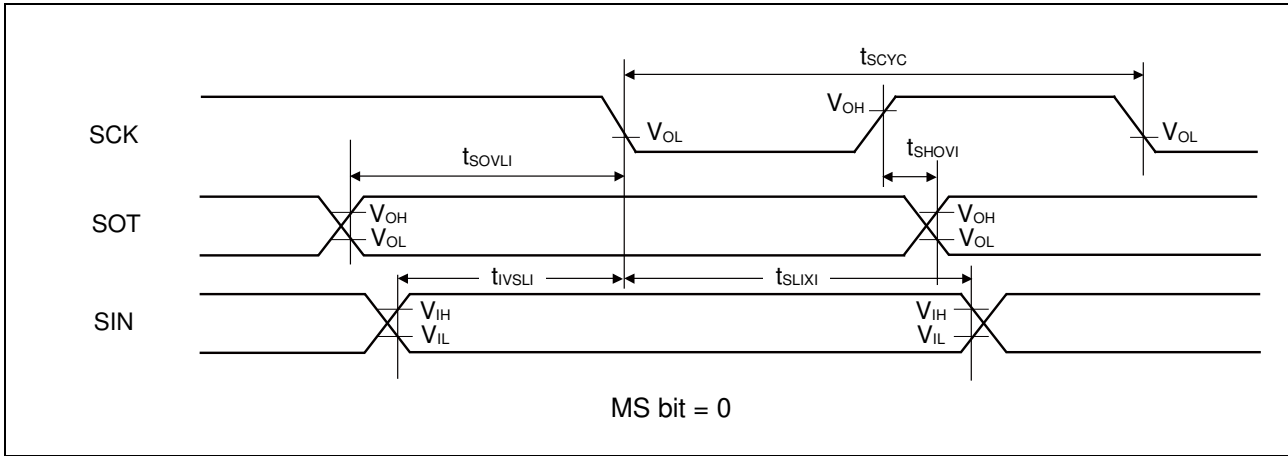 tSCYC
SCK
VOH
VOL
VOL
tSOVLI
tSHOVI
SOT
VOH
VOL
VOH
VOL
tIVSLI
tSLIXI
SIN
VIH
VIL
VIH
VIL
MS bit = 0